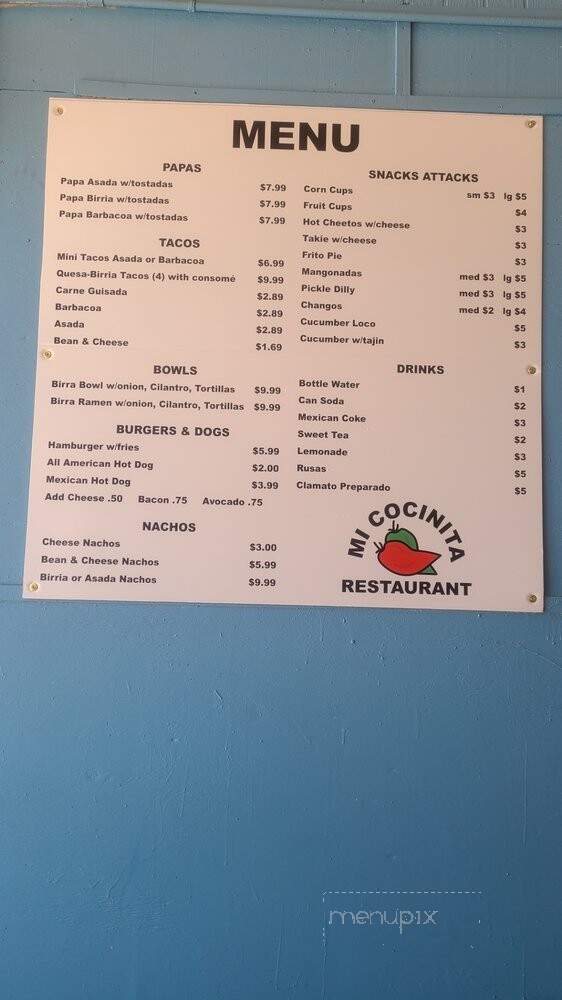 MENU
PAPAS
Papa Asada w/tostadas $7.99
Papa Birria w/tostadas $7.99
Papa Barbacoa w/tostadas $7.99
TACOS
Mini Tacos Asada or Barbacoa $6.99
Quesa-Birria Tacos (4) with consomé $9.99
Carne Guisada $2.89
Barbacoa $2.89
Asada $2.89
Bean & Cheese $1.69
BOWLS
Birra Bowl w/onion, Cilantro, Tortillas $9.99
Birra Ramen w/onion, Cilantro, Tortillas $9.99
BURGERS & DOGS
Hamburger w/fries $5.99
All American Hot Dog $2.00
Mexican Hot Dog $3.99
Add Cheese .50 Bacon .75 Avocado .75
NACHOS
Cheese Nachos $3.00
Bean & Cheese Nachos $5.99
Birria or Asada Nachos $9.99
SNACKS ATTACKS
Corn Cups sm $3 lg $5
Fruit Cups $4
Hot Cheetos w/cheese $3
Takie w/cheese $3
Frito Pie $3
Mangonadas med $3 lg $5
Pickle Dilly med $3 lg $5
Changos med $2 lg $4
Cucumber Loco $5
Cucumber w/tajin $3
DRINKS
Bottle Water $1
Can Soda $2
Mexican Coke $3
Sweet Tea $2
Lemonade $3
Rusas $5
Clamato Preparado $5
MI COCINITA
RESTAURANT
menupix